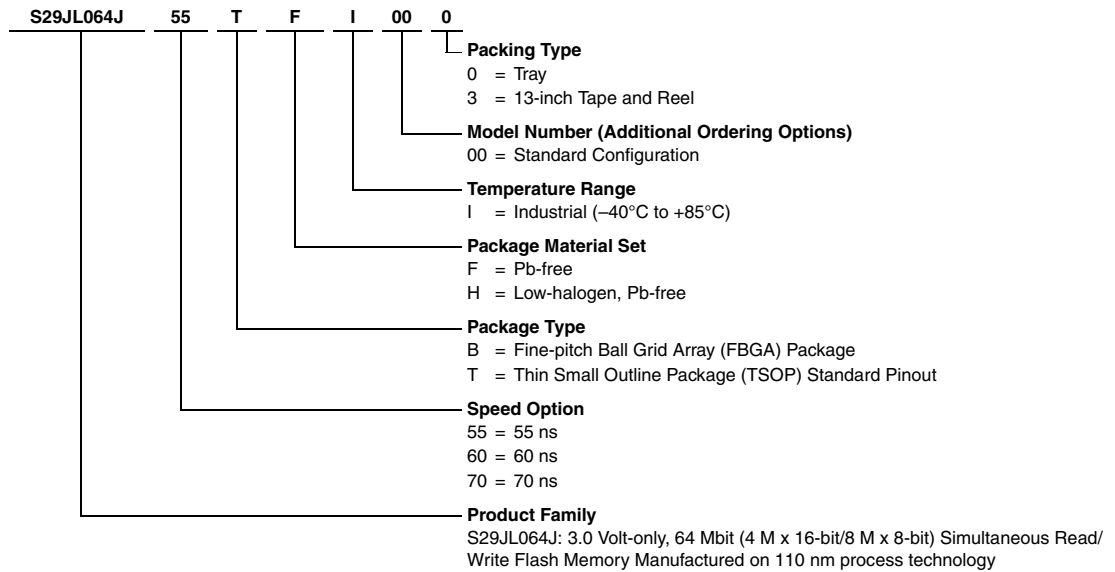 S29JL064J 55 T F I 00 0
Packing Type
0 = Tray
3 = 13-inch Tape and Reel
Model Number (Additional Ordering Options)
00 = Standard Configuration
Temperature Range
I = Industrial (–40°C to +85°C)
Package Material Set
F = Pb-free
H = Low-halogen, Pb-free
Package Type
B = Fine-pitch Ball Grid Array (FBGA) Package
T = Thin Small Outline Package (TSOP) Standard Pinout
Speed Option
55 = 55 ns
60 = 60 ns
70 = 70 ns
Product Family
S29JL064J: 3.0 Volt-only, 64 Mbit (4 M x 16-bit/8 M x 8-bit) Simultaneous Read/
Write Flash Memory Manufactured on 110 nm process technology